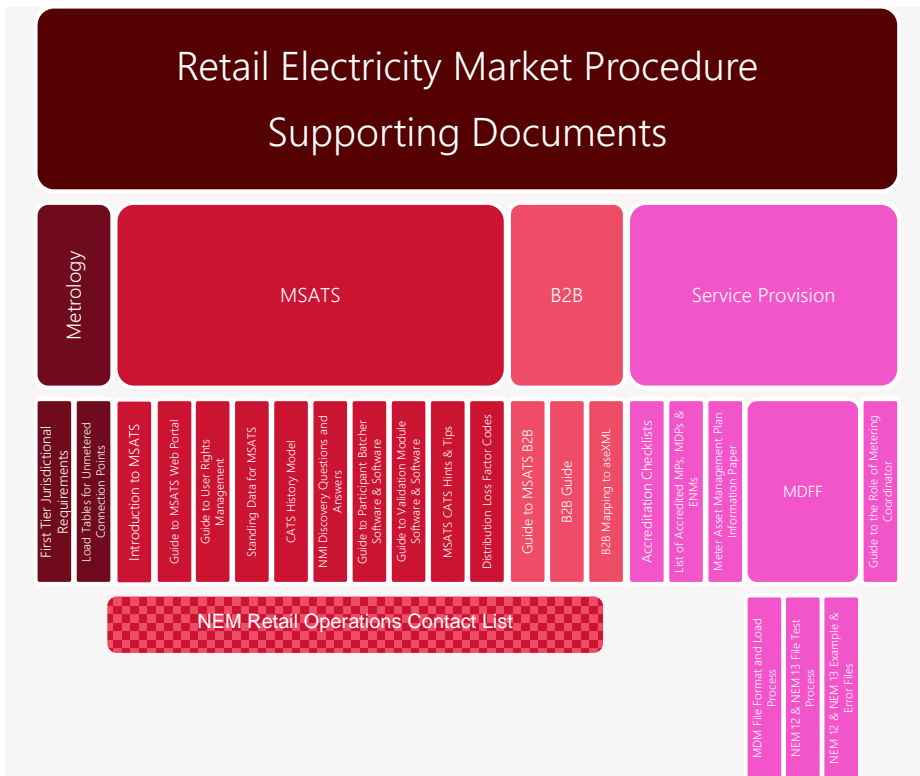 Retail Electricity Market Procedure
Supporting Documents
Metrology
MSATS
B2B
Service Provision
First Tier Jurisdictional
Requirements
Load Tables for Unmetered
Connection Points
Introduction to MSATS
Guide to MSATS Web Portal
Guide to User Rights
Management
Standing Data for MSATS
CATS History Model
NMI Discovery Questions and
Answers
Guide to Participant Batcher
Software & Software
Guide to Validation Module
Software & Software
MSATS CATS Hints & Tips
Distribution Loss Factor Codes
Guide to MSATS B2B
B2B Guide
B2B Mapping to aseXML
Accreditation Checklists
List of Accredited MPs, MDPs &
ENMs
Meter Asset Management Plan
Information Paper
MDFF
Guide to the Role of Metering
Coordinator
NEM Retail Operations Contact List
MDM File Format and Load
Process
NEM 12 & NEM 13 File Test
Process
NEM 12 & NEM 13 Example &
Error Files